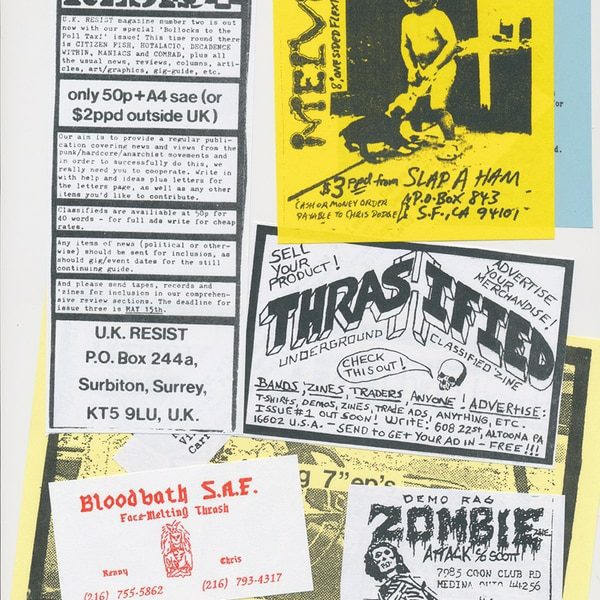 RESIST
U.K. RESIST magazine number two is out
now with our special 'Bollocks to the
Poll Tax!' issue! This time round there
is CITIZEN FISH, HOTALACIO, DECADENCE
WITHIN, MANIACS and COMRAD, plus all
the usual news, reviews, columns, arti-
cles, art/graphics, gig-guide, etc.
only 50p+A4 sae (or
$2ppd outside UK)
Our aim is to provide a regular publi-
cation covering news and views from the
punk/hardcore/anarchist movements and
in order to successfully do this, we
really need you to cooperate. Write in
with help and ideas plus letters for
the letters page, as well as any other
items you'd like to contribute.
Classifieds are available at 50p for
40 words - for full ads write for cheap
rates.
Any items of news (political or other-
wise) should be sent for inclusion, as
should gig/event dates for the still
continuing guide.
And please send tapes, records and
'zines for inclusion in our comprehen-
sive review sections. The deadline for
issue three is MAY 15th.
U.K. RESIST
P.O. Box 244a,
Surbiton, Surrey,
KT5 9LU, U.K.
8" ONE SIDED FLEXI
$3 ppd from SLAP A HAM
CASH OR MONEY ORDER
PAYABLE TO CHRIS DODGE
P.O. BOX 843
S.F., CA 94101
SELL
YOUR
PRODUCT!
ADVERTISE
YOUR
MERCHANDISE!
THRASHIFIED
UNDERGROUND CLASSIFIED 'ZINE
CHECK
THIS OUT!
BANDS, ZINES, TRADERS, ANYONE! ADVERTISE:
T-SHIRTS, DEMOS, ZINES, TRADE ADS, ANYTHING, ETC.
ISSUE #1 OUT SOON! WRITE! 608 22ST, ALTOONA PA
16602 U.S.A. - SEND TO GET YOUR AD IN - FREE!!!
7"ep's
Bloodbath S.A.F.
Face-Melting Thrash
Kenny
Chris
(216) 755-5862
(216) 793-4317
DEMO RAG
ZOMBIE
ATTACK % SCOTT
7985 COON CLUB RD
MEDINA OHIO 44256